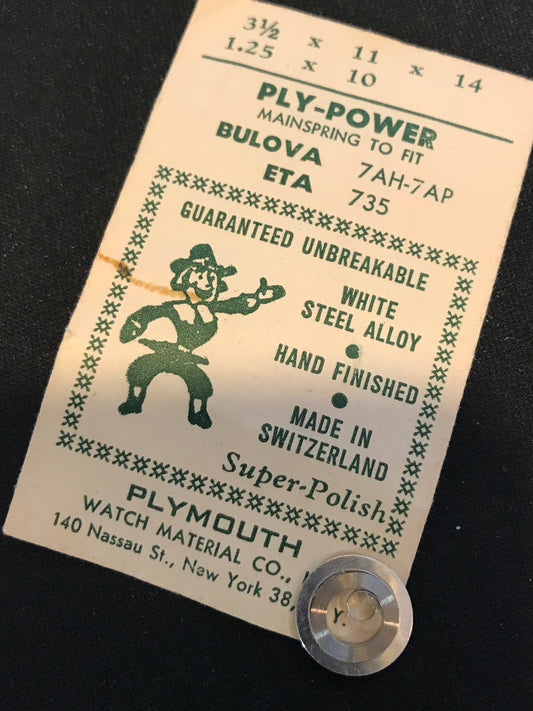 3½ x 11 x 14
1.25 x 10
PLY-POWER
MAINSPRING TO FIT
BULOVA 7AH-7AP
ETA 735
GUARANTEED UNBREAKABLE
WHITE
STEEL ALLOY
HAND FINISHED
MADE IN
SWITZERLAND
Super-Polish
PLYMOUTH
WATCH MATERIAL CO.,
140 Nassau St., New York 38,
Y.